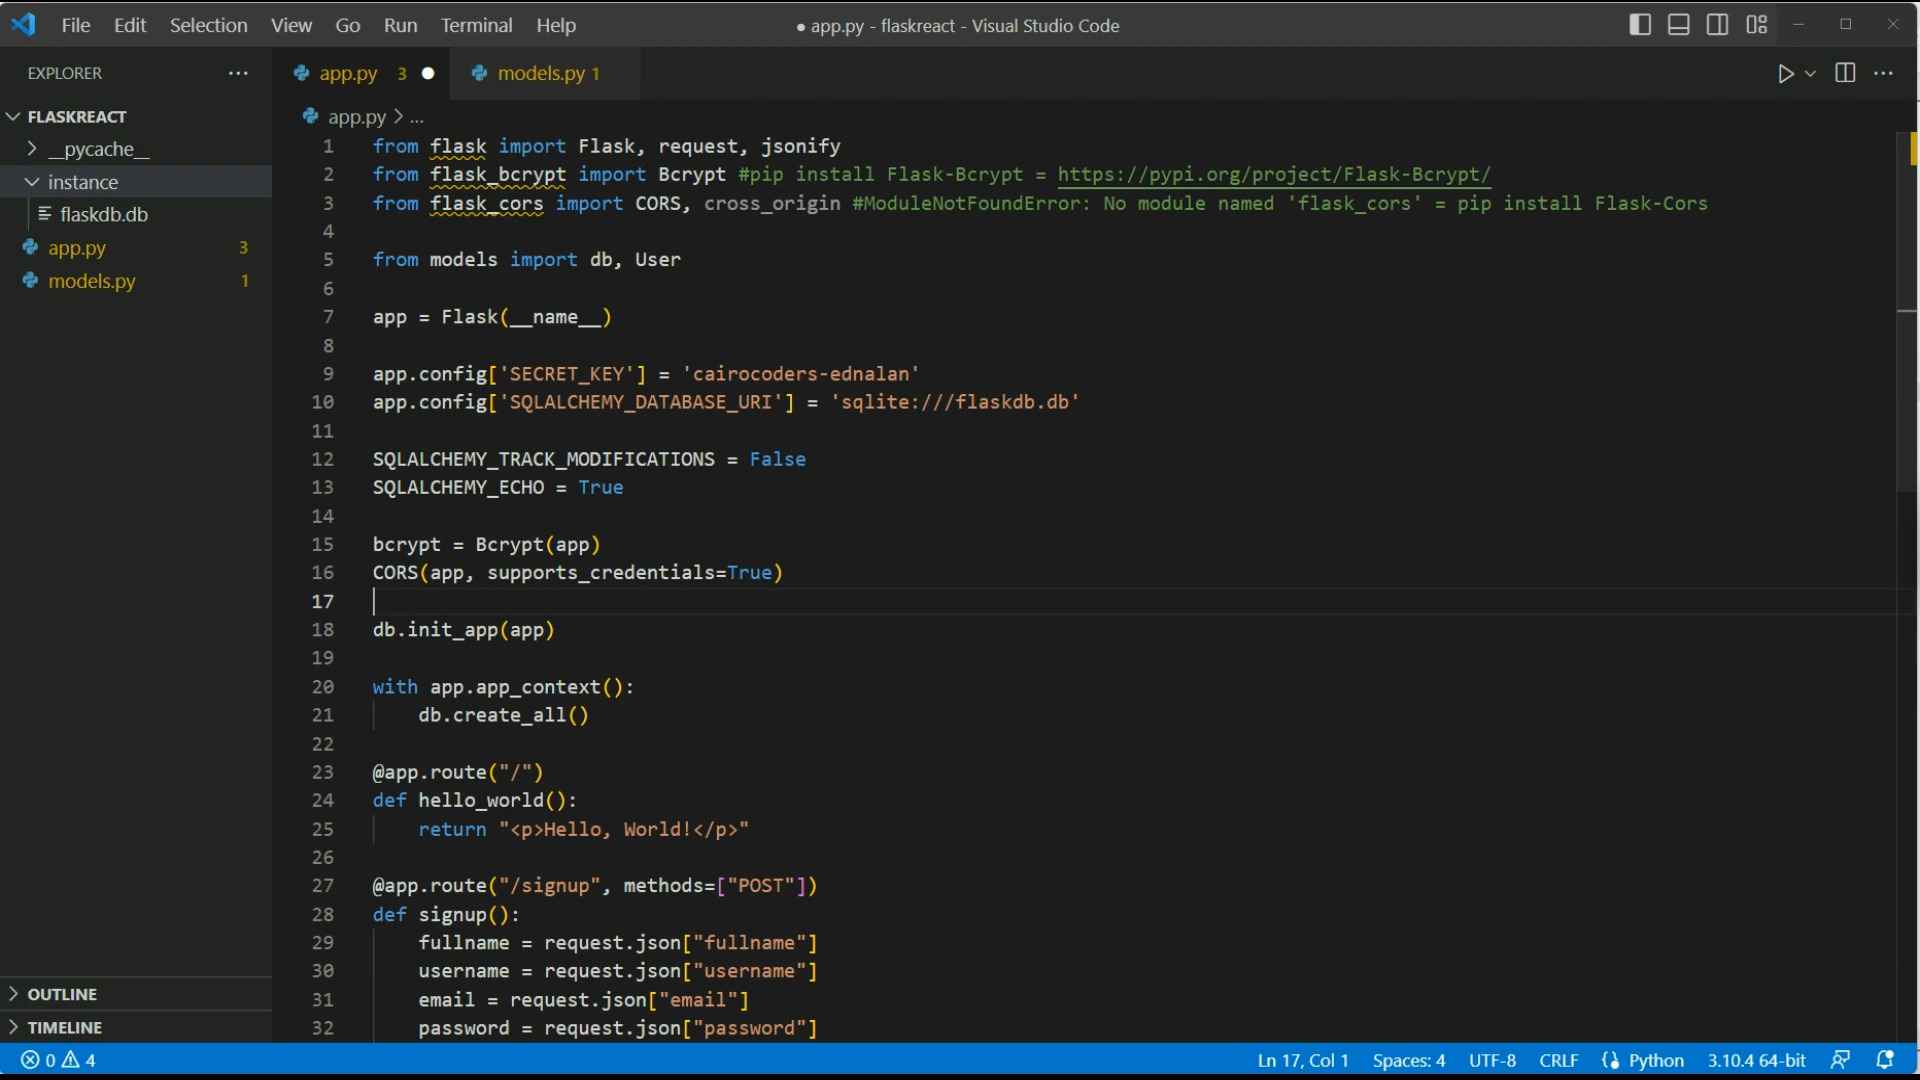 File Edit Selection View Go Run Terminal Help
● app.py - flaskreact - Visual Studio Code
EXPLORER
FLASKREACT
__pycache__
instance
flaskdb.db
app.py 3
models.py 1
OUTLINE
TIMELINE
app.py 3 models.py 1
app.py > ...
1 from flask import Flask, request, jsonify
2 from flask_bcrypt import Bcrypt #pip install Flask-Bcrypt = https://pypi.org/project/Flask-Bcrypt/
3 from flask_cors import CORS, cross_origin #ModuleNotFoundError: No module named 'flask_cors' = pip install Flask-Cors
4
5 from models import db, User
6
7 app = Flask(__name__)
8
9 app.config['SECRET_KEY'] = 'cairocoders-ednalan'
10 app.config['SQLALCHEMY_DATABASE_URI'] = 'sqlite:///flaskdb.db'
11
12 SQLALCHEMY_TRACK_MODIFICATIONS = False
13 SQLALCHEMY_ECHO = True
14
15 bcrypt = Bcrypt(app)
16 CORS(app, supports_credentials=True)
17
18 db.init_app(app)
19
20 with app.app_context():
21     db.create_all()
22
23 @app.route("/")
24 def hello_world():
25     return "<p>Hello, World!</p>"
26
27 @app.route("/signup", methods=["POST"])
28 def signup():
29     fullname = request.json["fullname"]
30     username = request.json["username"]
31     email = request.json["email"]
32     password = request.json["password"]
0 4 Ln 17, Col 1 Spaces: 4 UTF-8 CRLF Python 3.10.4 64-bit